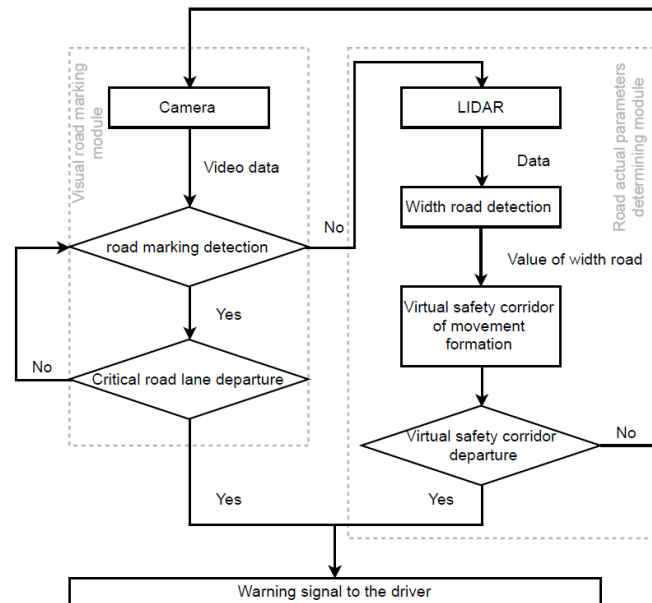 Visual road marking
module
Camera
Video data
road marking detection
No
Yes
No
Critical road lane departure
Yes
Road actual parameters
determining module
LIDAR
Data
Width road detection
Value of width road
Virtual safety corridor
of movement
formation
Virtual safety corridor
departure
No
Yes
Warning signal to the driver